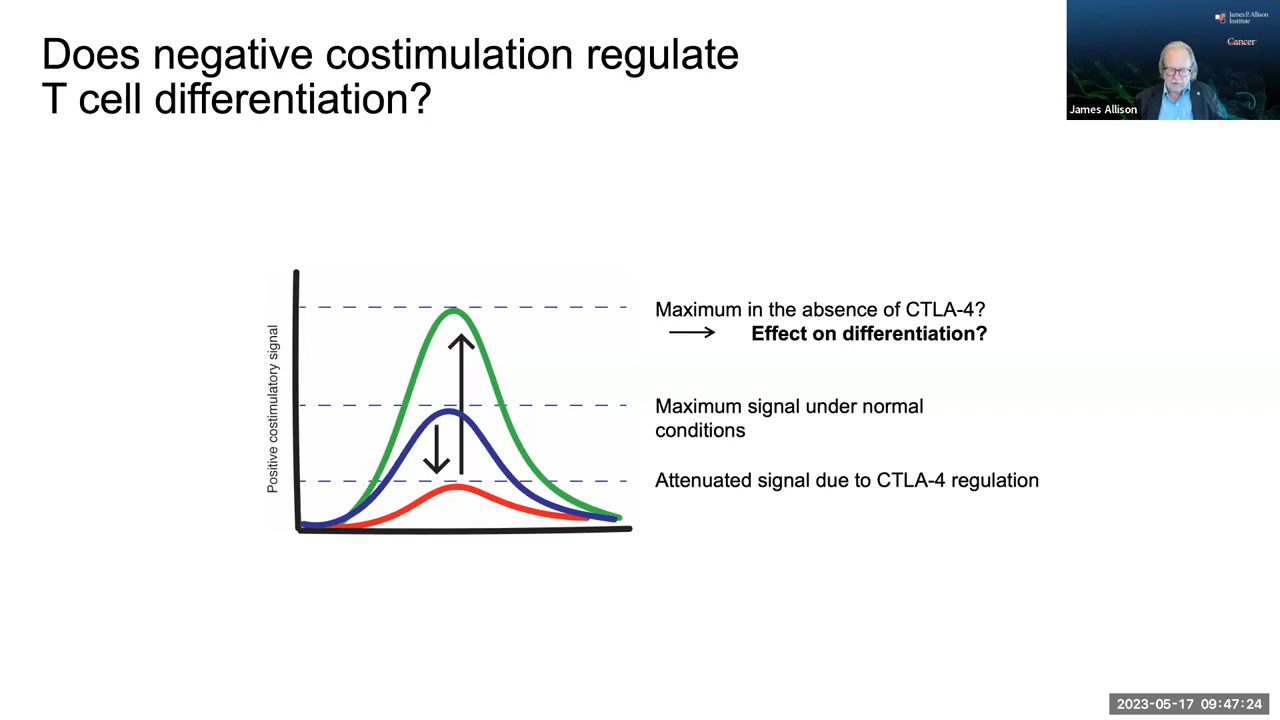 Does negative costimulation regulate
T cell differentiation?
James P. Allison
Institute
Cancer
James Allison
Positive costimulatory signal
Maximum in the absence of CTLA-4?
Effect on differentiation?
Maximum signal under normal
conditions
Attenuated signal due to CTLA-4 regulation
2023-05-17 09:47:24